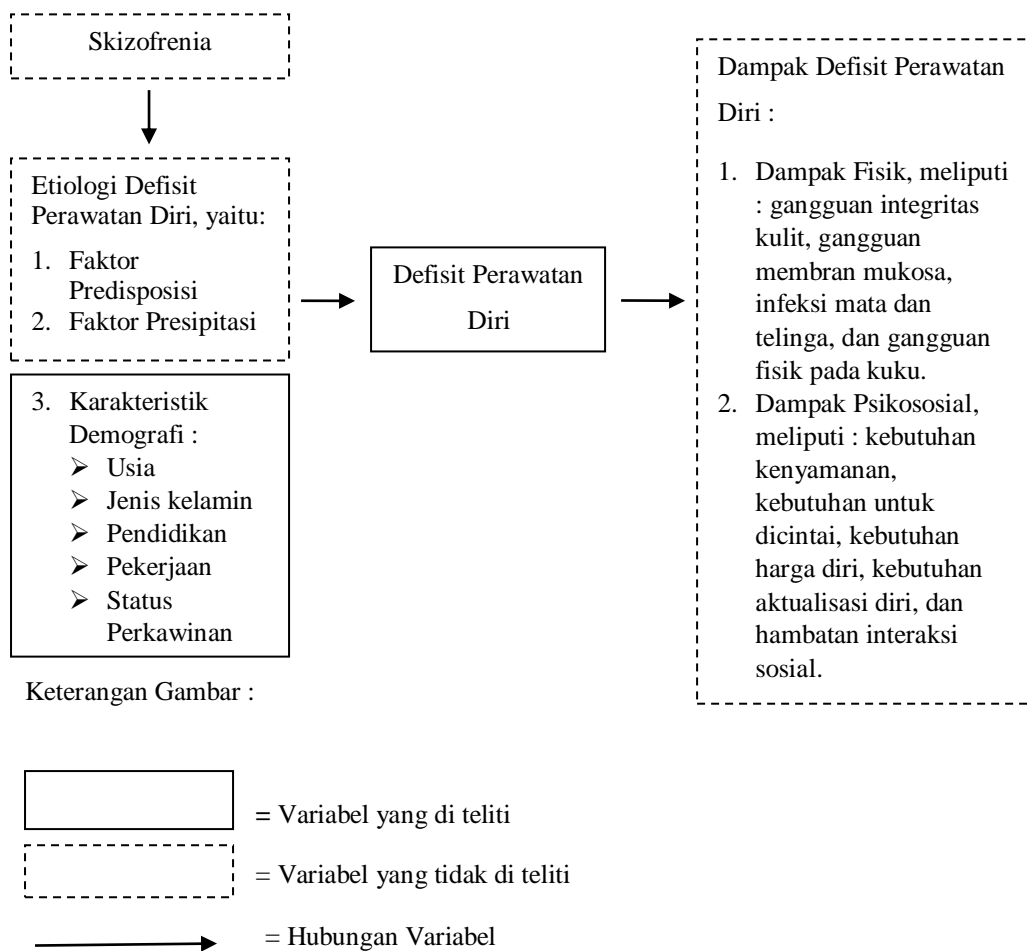 Skizofrenia
Etiologi Defisit
Perawatan Diri, yaitu:
1. Faktor
Predisposisi
2. Faktor Presipitasi
3. Karakteristik
Demografi :
➢ Usia
➢ Jenis kelamin
➢ Pendidikan
➢ Pekerjaan
➢ Status
Perkawinan
Defisit Perawatan
Diri
Dampak Defisit Perawatan
Diri :
1. Dampak Fisik, meliputi
: gangguan integritas
kulit, gangguan
membran mukosa,
infeksi mata dan
telinga, dan gangguan
fisik pada kuku.
2. Dampak Psikososial,
meliputi : kebutuhan
kenyamanan,
kebutuhan untuk
dicintai, kebutuhan
harga diri, kebutuhan
aktualisasi diri, dan
hambatan interaksi
sosial.
Keterangan Gambar :
= Variabel yang di teliti
= Variabel yang tidak di teliti
= Hubungan Variabel